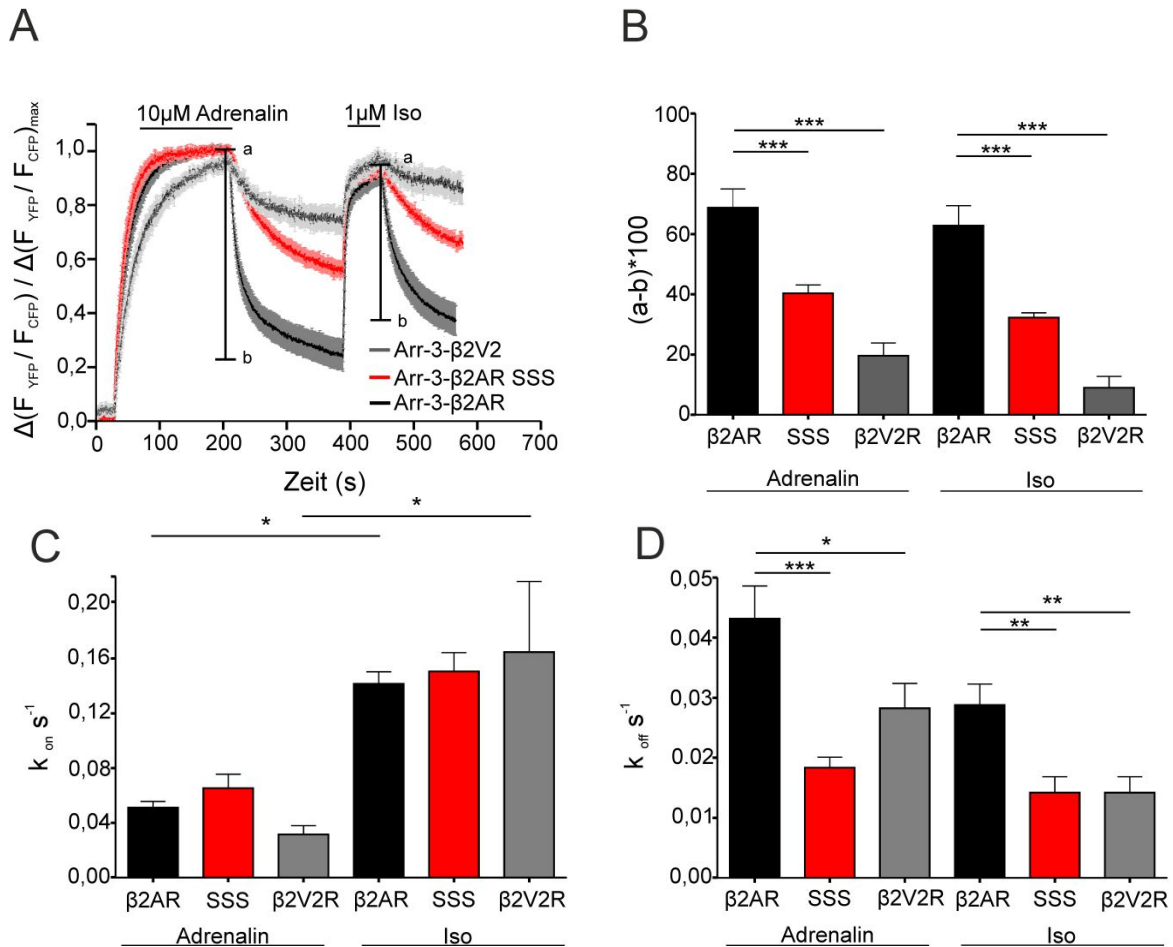 A
10µM Adrenalin
1µM Iso
Δ(F YFP / F CFP) / Δ(F YFP / F CFP)max
1,0
0,8
0,6
0,4
0,2
0,0
a
b
a
b
Arr-3-β2V2
Arr-3-β2AR SSS
Arr-3-β2AR
0 100 200 300 400 500 600 700
Zeit (s)
B
(a-b)*100
100
80
60
40
20
0
*** ***
*** ***
β2AR SSS β2V2R β2AR SSS β2V2R
Adrenalin Iso
C
* *
k on s-1
0,20
0,16
0,12
0,08
0,04
0,00
β2AR SSS β2V2R β2AR SSS β2V2R
Adrenalin Iso
D
k off s-1
0,05
0,04
0,03
0,02
0,01
0,00
* **
*** **
β2AR SSS β2V2R β2AR SSS β2V2R
Adrenalin Iso